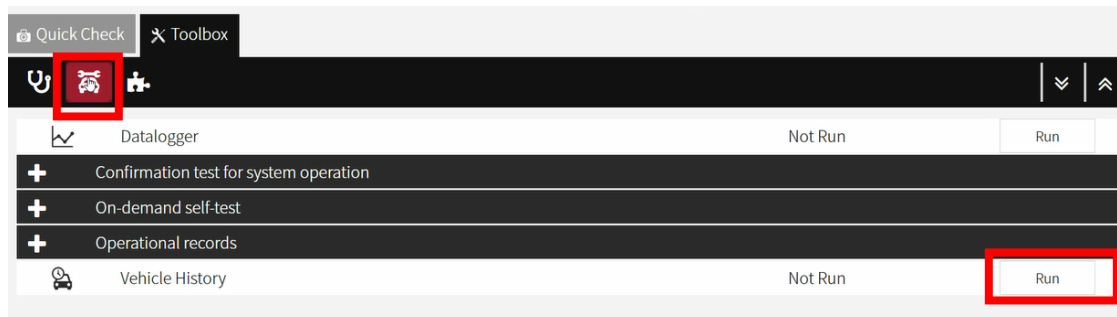 Quick Check Toolbox
Datalogger Not Run Run
Confirmation test for system operation
On-demand self-test
Operational records
Vehicle History Not Run Run